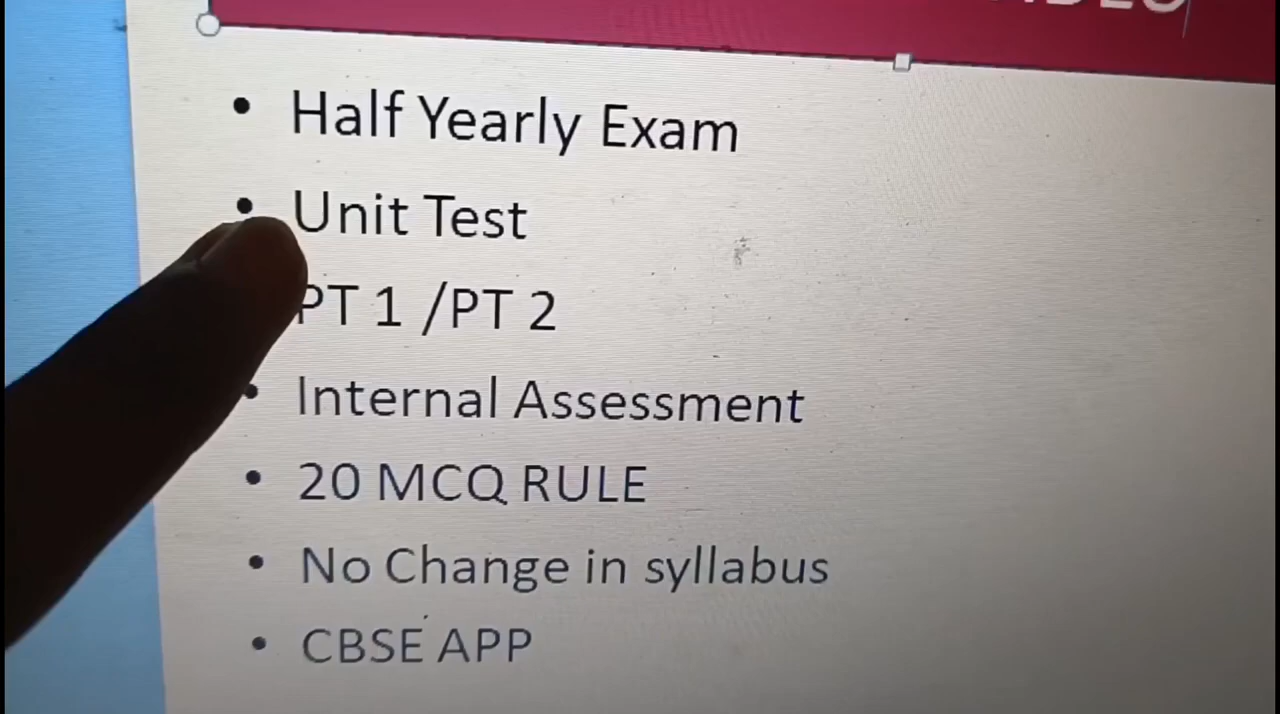 • Half Yearly Exam
• Unit Test
PT 1 /PT 2
• Internal Assessment
• 20 MCQ RULE
• No Change in syllabus
• CBSE APP